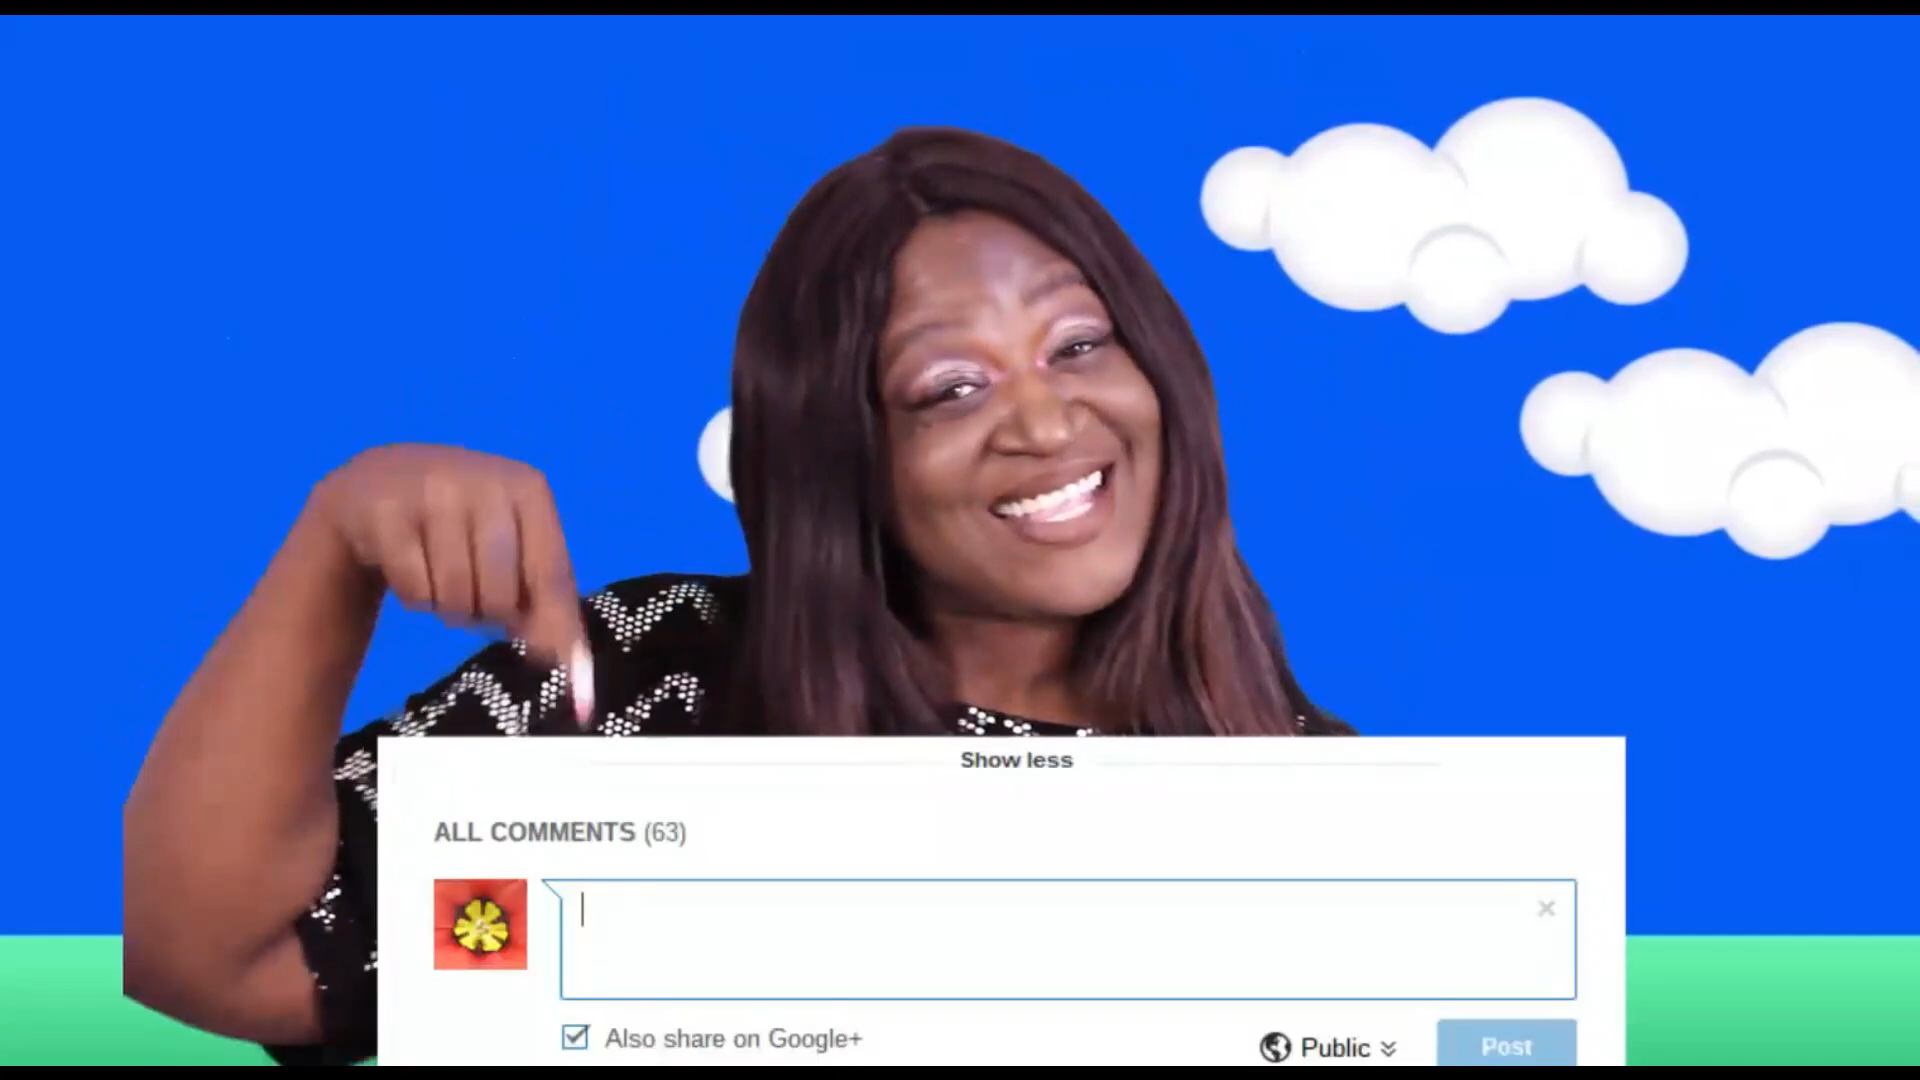 Show less
ALL COMMENTS (63)
Also share on Google+
Public
Post